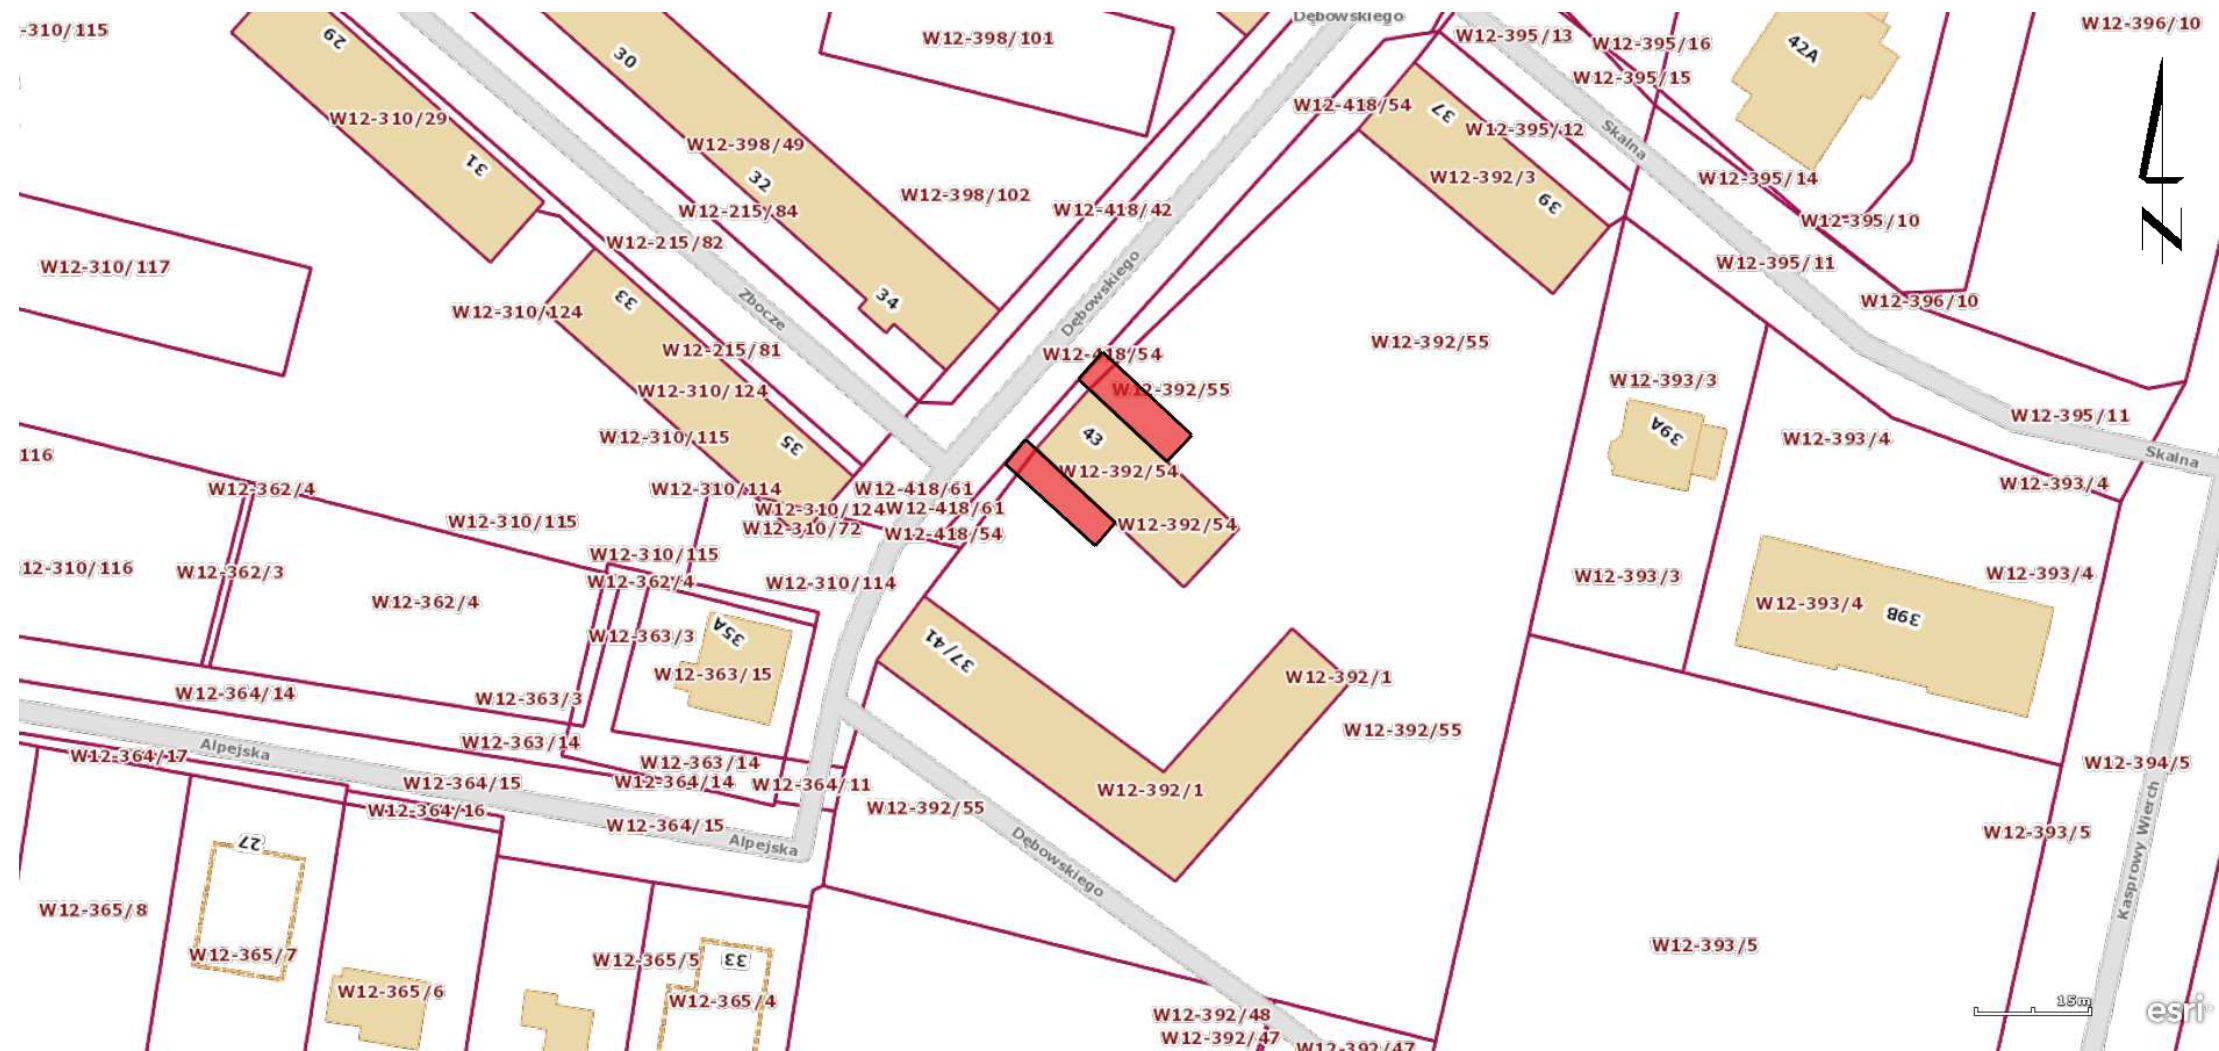 Dębowskiego
-310/115
29
30
W12-398/101
W12-395/13
W12-395/16
W12-395/15
42A
W12-396/10
W12-310/29
31
W12-398/49
32
W12-398/102
W12-418/54
37
W12-395/12
Skalna
W12-392/3
39
W12-395/14
W12-395/10
N
W12-215/84
W12-418/42
W12-215/82
W12-310/117
Dębowskiego
W12-395/11
W12-396/10
33
34
Zbocze
W12-310/124
W12-215/81
W12-418/54
W12-392/55
W12-392/55
W12-310/124
W12-393/3
W12-310/115
35
43
39A
W12-393/4
W12-395/11
Skalna
116
W12-392/54
W12-362/4
W12-310/114
W12-418/61
W12-393/4
W12-310/115
W12-310/124
W12-418/61
W12-310/72
W12-418/54
W12-392/54
W12-310/115
12-310/116
W12-362/3
W12-362/4
W12-310/114
W12-393/3
W12-393/4
W12-362/4
W12-393/4
39B
W12-363/3
35A
37/41
W12-363/15
W12-392/1
W12-364/14
W12-363/3
W12-392/55
W12-363/14
Alpejska
W12-364/17
W12-363/14
W12-364/15
W12-364/14
W12-364/11
W12-392/1
W12-394/5
W12-364/16
W12-392/55
W12-364/15
Alpejska
27
Dębowskiego
W12-393/5
Kasprowy Wierch
W12-365/8
W12-393/5
W12-365/7
W12-365/5
33
W12-365/6
W12-365/4
W12-392/48
W12-392/47
W12-392/47
15m
esri